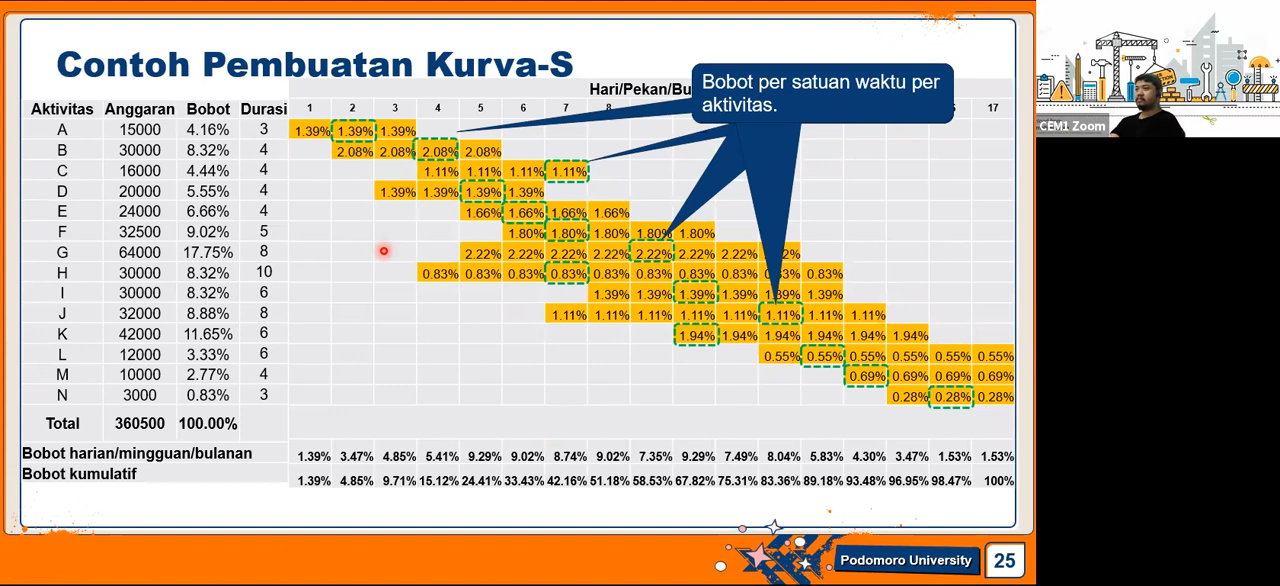 Contoh Pembuatan Kurva-S
Bobot per satuan waktu per
aktivitas.
Hari/Pekan/Bu
Aktivitas Anggaran Bobot Durasi 1 2 3 4 5 6 7 8 17
A 15000 4.16% 3 1.39% 1.39% 1.39%
B 30000 8.32% 4 2.08% 2.08% 2.08% 2.08%
C 16000 4.44% 4 1.11% 1.11% 1.11% 1.11%
D 20000 5.55% 4 1.39% 1.39% 1.39% 1.39%
E 24000 6.66% 4 1.66% 1.66% 1.66% 1.66%
F 32500 9.02% 5 1.80% 1.80% 1.80% 1.80% 1.80%
G 64000 17.75% 8 2.22% 2.22% 2.22% 2.22% 2.22% 2.22% 2.22% 2%
H 30000 8.32% 10 0.83% 0.83% 0.83% 0.83% 0.83% 0.83% 0.83% 0.83% 3% 0.83%
I 30000 8.32% 6 1.39% 1.39% 1.39% 1.39% 1.39% 1.39%
J 32000 8.88% 8 1.11% 1.11% 1.11% 1.11% 1.11% 1.11% 1.11% 1.11%
K 42000 11.65% 6 1.94% 1.94% 1.94% 1.94% 1.94% 1.94%
L 12000 3.33% 6 0.55% 0.55% 0.55% 0.55% 0.55% 0.55%
M 10000 2.77% 4 0.69% 0.69% 0.69% 0.69%
N 3000 0.83% 3 0.28% 0.28% 0.28%
Total 360500 100.00%
Bobot harian/mingguan/bulanan 1.39% 3.47% 4.85% 5.41% 9.29% 9.02% 8.74% 9.02% 7.35% 9.29% 7.49% 8.04% 5.83% 4.30% 3.47% 1.53% 1.53%
Bobot kumulatif 1.39% 4.85% 9.71% 15.12% 24.41% 33.43% 42.16% 51.18% 58.53% 67.82% 75.31% 83.36% 89.18% 93.48% 96.95% 98.47% 100%
Podomoro University 25
CEM1 Zoom